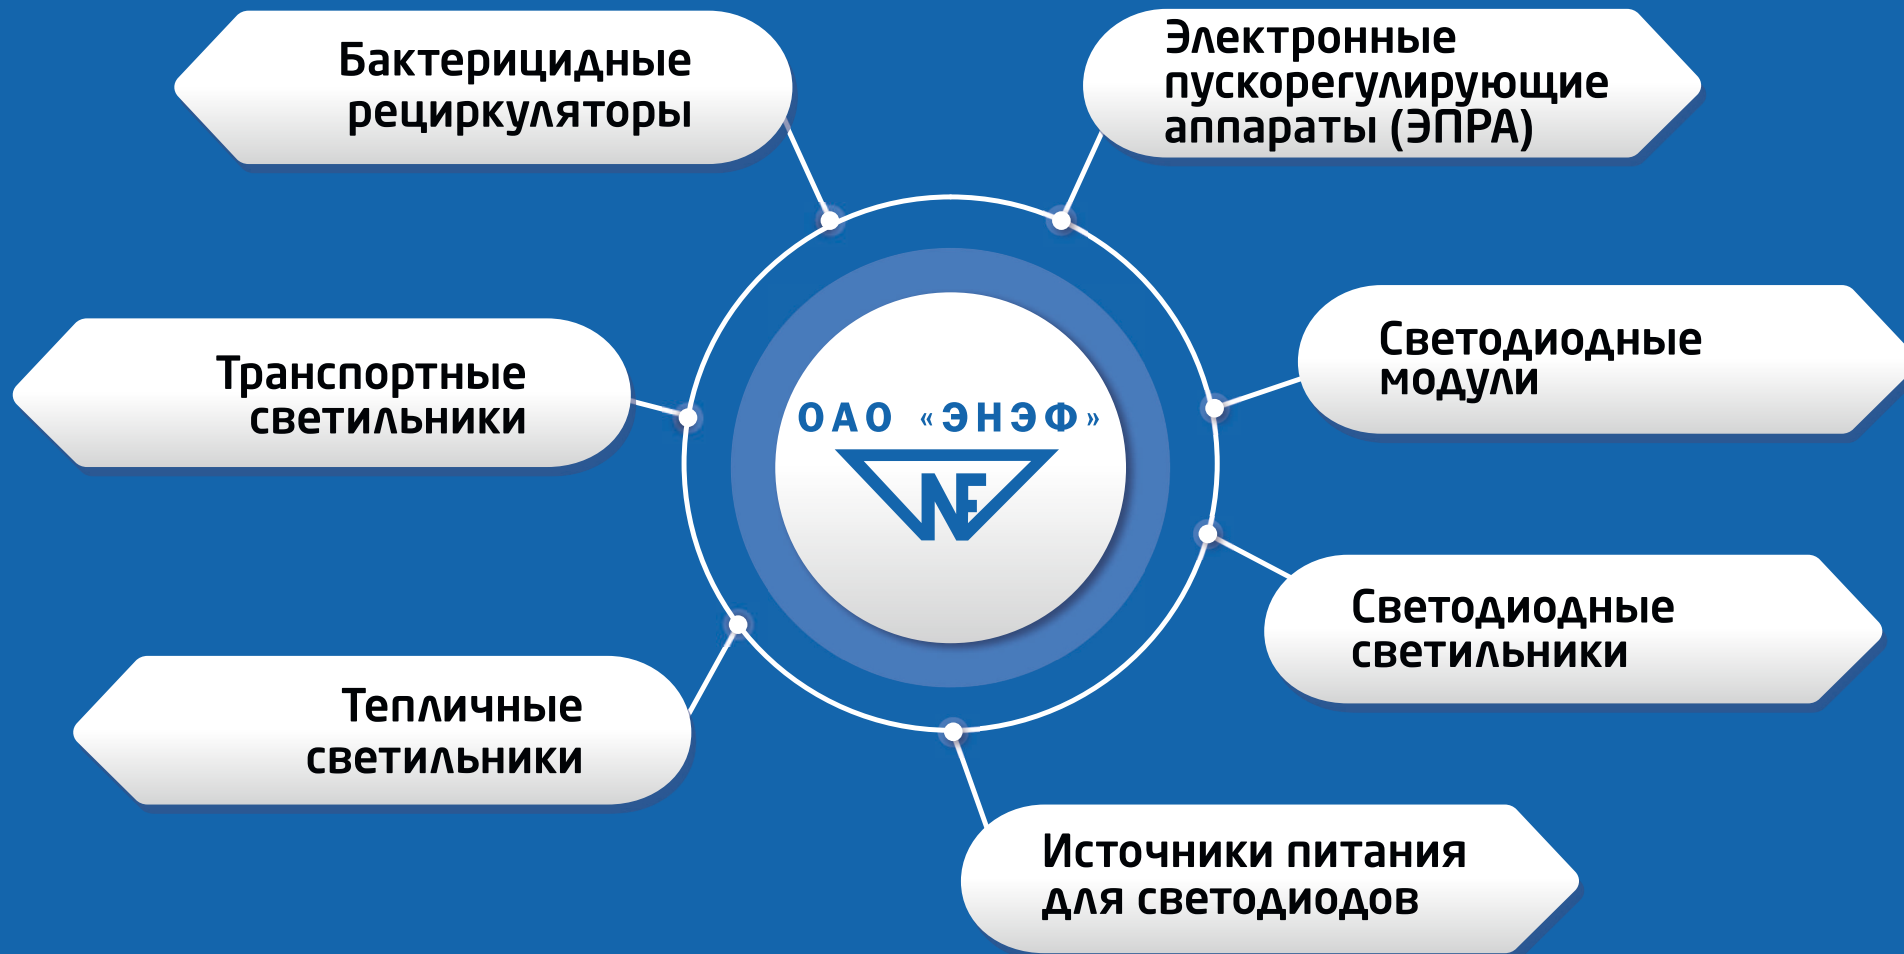 Бактерицидные
рециркуляторы
Электронные
пускорегулирующие
аппараты (ЭПРА)
Транспортные
светильники
Светодиодные
модули
ОАО «ЭНЭФ»
NF
Светодиодные
светильники
Тепличные
светильники
Источники питания
для светодиодов